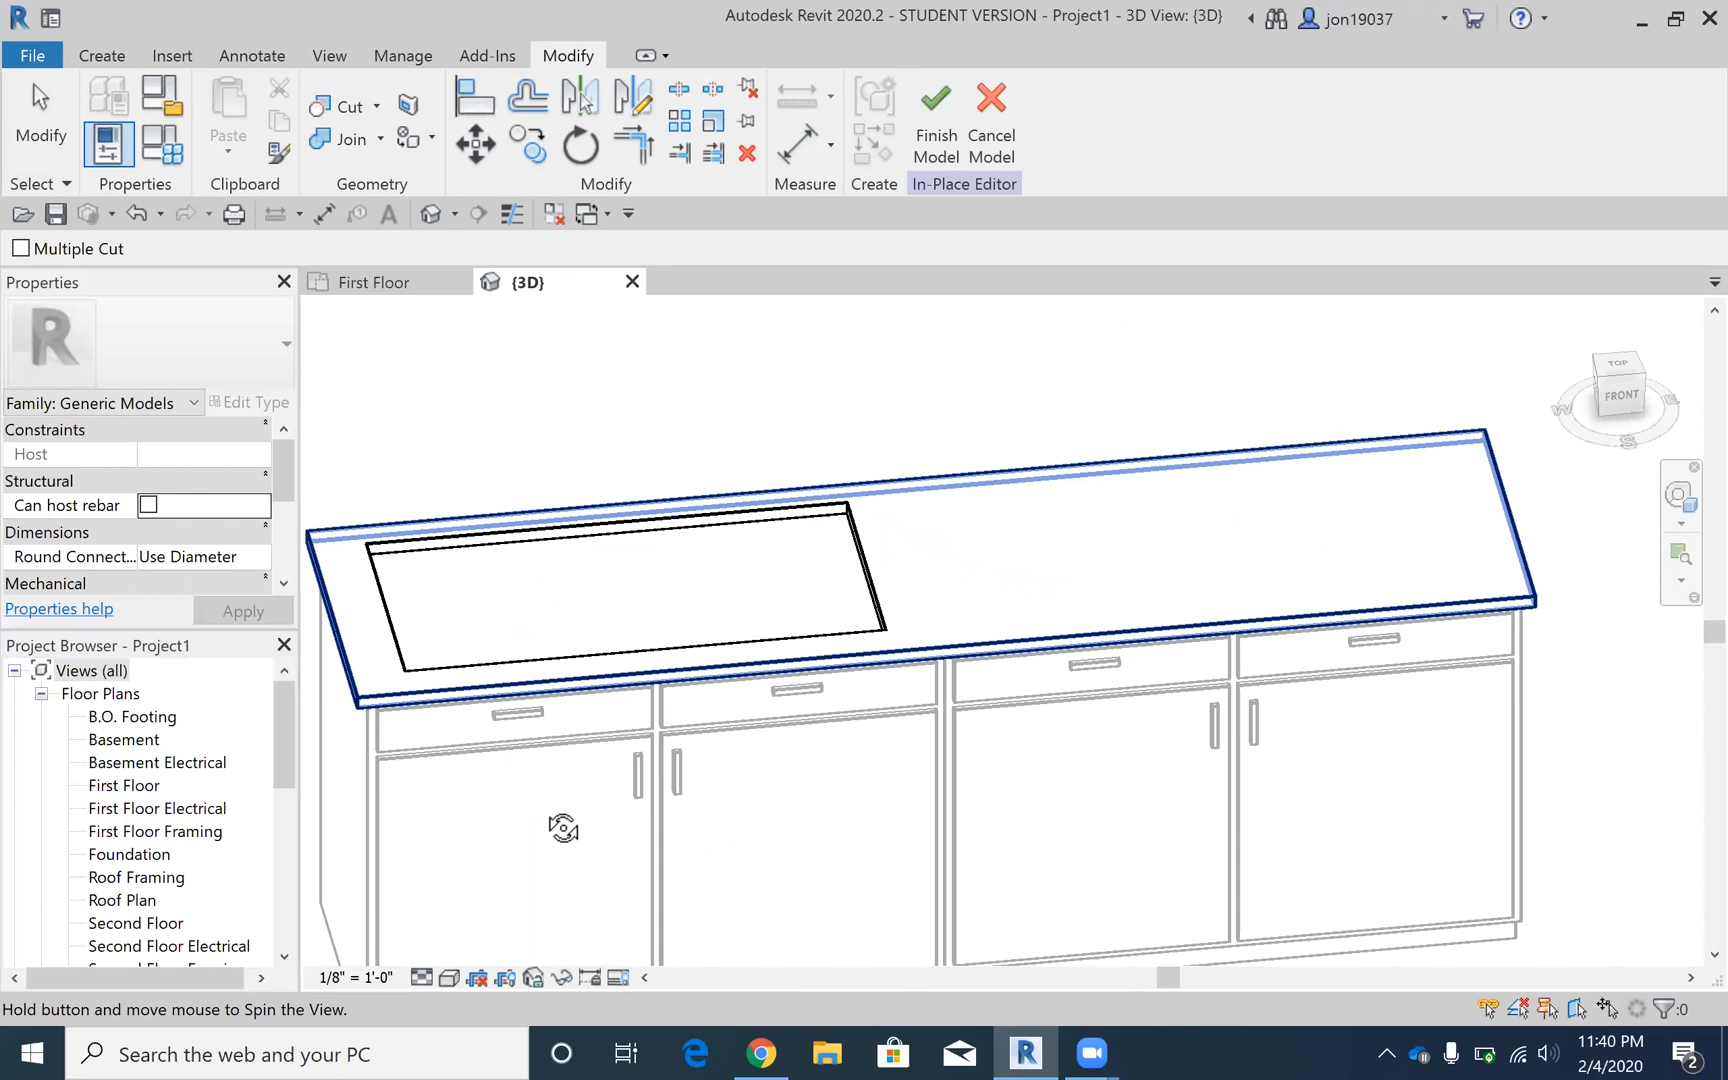 Autodesk Revit 2020.2 - STUDENT VERSION - Project1 - 3D View: {3D}
jon19037
File
Create
Insert
Annotate
View
Manage
Add-Ins
Modify
Modify
Paste
Cut
Join
Finish
Model
Cancel
Model
Select
Properties
Clipboard
Geometry
Modify
Measure
Create
In-Place Editor
Multiple Cut
Properties
First Floor
{3D}
Family: Generic Models
Edit Type
Constraints
Host
Structural
Can host rebar
Dimensions
Round Connect... Use Diameter
Mechanical
Properties help
Apply
Project Browser - Project1
Views (all)
Floor Plans
B.O. Footing
Basement
Basement Electrical
First Floor
First Floor Electrical
First Floor Framing
Foundation
Roof Framing
Roof Plan
Second Floor
Second Floor Electrical
TOP
FRONT
W
S
1/8" = 1'-0"
Hold button and move mouse to Spin the View.
:0
Search the web and your PC
11:40 PM
2/4/2020
2